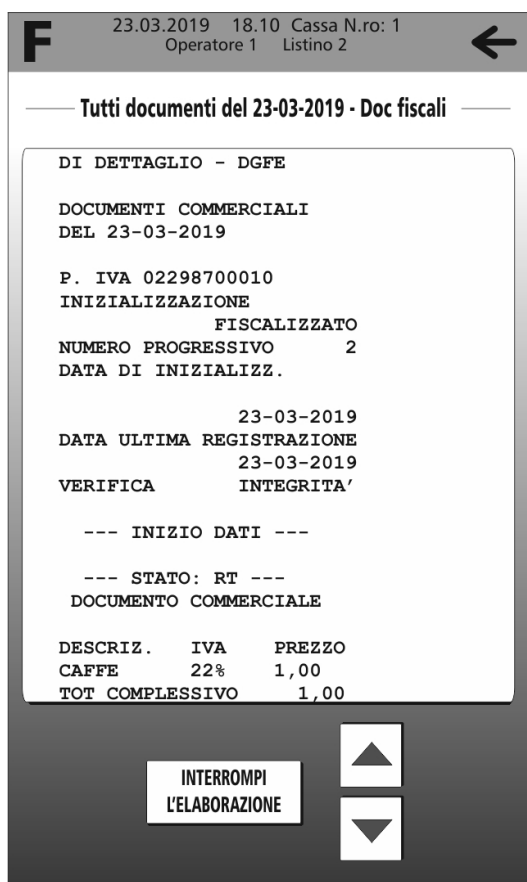 F
23.03.2019 18.10 Cassa N.ro: 1
Operatore 1 Listino 2
Tutti documenti del 23-03-2019 - Doc fiscali
DI DETTAGLIO - DGFE
DOCUMENTI COMMERCIALI
DEL 23-03-2019
P. IVA 02298700010
INIZIALIZZAZIONE
FISCALIZZATO
NUMERO PROGRESSIVO 2
DATA DI INIZIALIZZ.
23-03-2019
DATA ULTIMA REGISTRAZIONE
23-03-2019
VERIFICA INTEGRITA’
--- INIZIO DATI ---
--- STATO: RT ---
DOCUMENTO COMMERCIALE
DESCRIZ. IVA PREZZO
CAFFE 22% 1,00
TOT COMPLESSIVO 1,00
INTERROMPI
L’ELABORAZIONE